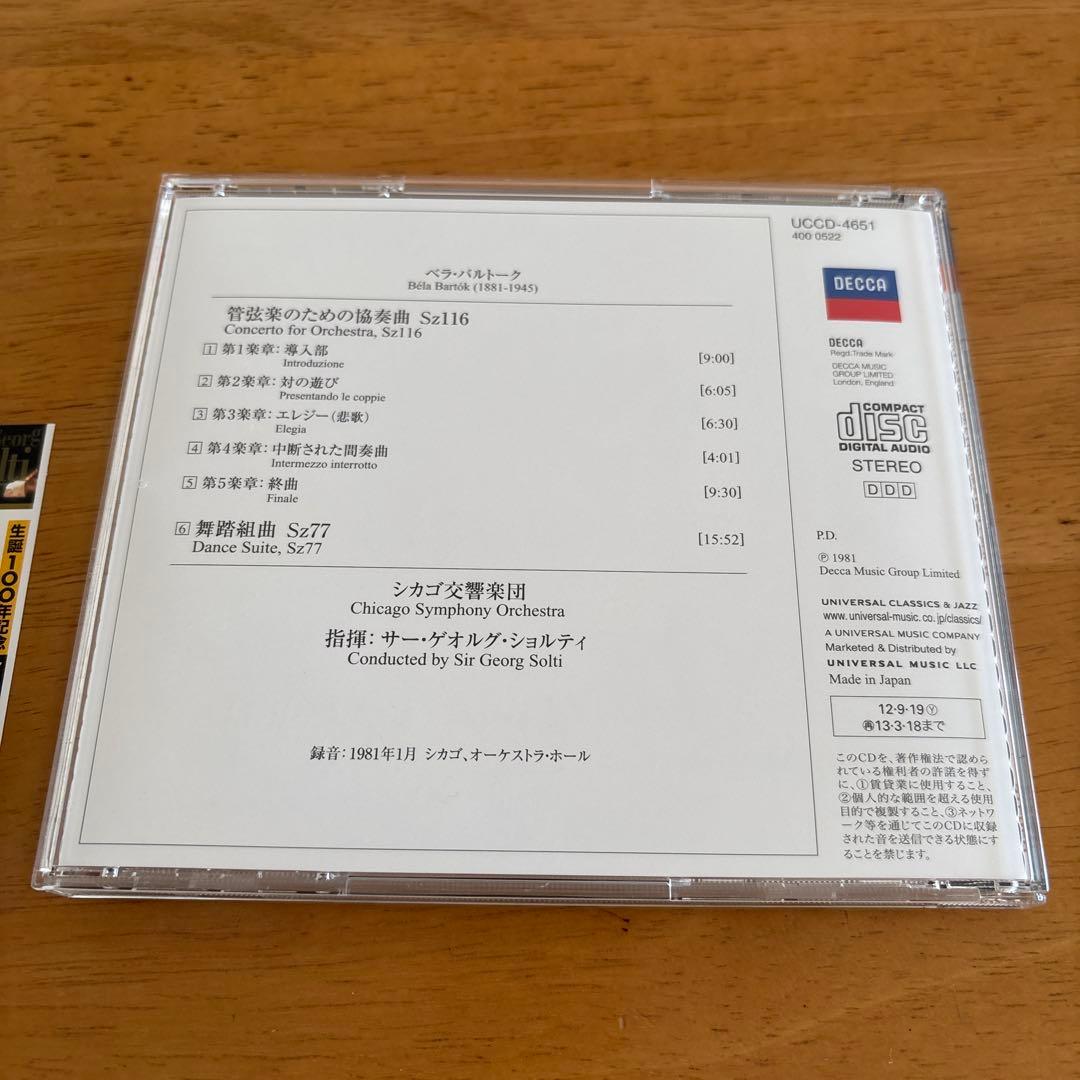 ベラ・バルトーク
Béla Bartók (1881-1945)
管弦楽のための協奏曲 Sz116
Concerto for Orchestra, Sz116
1 第1楽章：導入部 [9:00]
Introduzione
2 第2楽章：対の遊び [6:05]
Presentando le coppie
3 第3楽章：エレジー（悲歌） [6:30]
Elegia
4 第4楽章：中断された間奏曲 [4:01]
Intermezzo interrotto
5 第5楽章：終曲 [9:30]
Finale
6 舞踏組曲 Sz77 [15:52]
Dance Suite, Sz77
シカゴ交響楽団
Chicago Symphony Orchestra
指揮：サー・ゲオルグ・ショルティ
Conducted by Sir Georg Solti
録音：1981年1月 シカゴ、オーケストラ・ホール
UCCD-4651
400 0522
DECCA
DECCA
Regd. Trade Mark
DECCA MUSIC
GROUP LIMITED
London, England
COMPACT
disc
DIGITAL AUDIO
STEREO
DDD
P.D.
℗ 1981
Decca Music Group Limited
UNIVERSAL CLASSICS & JAZZ
www.universal-music.co.jp/classics/
A UNIVERSAL MUSIC COMPANY
Marketed & Distributed by
UNIVERSAL MUSIC LLC
Made in Japan
12・9・19Ⓨ
㊢13・3・18まで
このCDを、著作権法で認めら
れている権利者の許諾を得ず
に、①賃貸業に使用すること、
②個人的な範囲を超える使用
目的で複製すること、③ネットワ
ーク等を通じてこのCDに収録
された音を送信できる状態にす
ることを禁じます。
Georg
lti
生誕100年記念